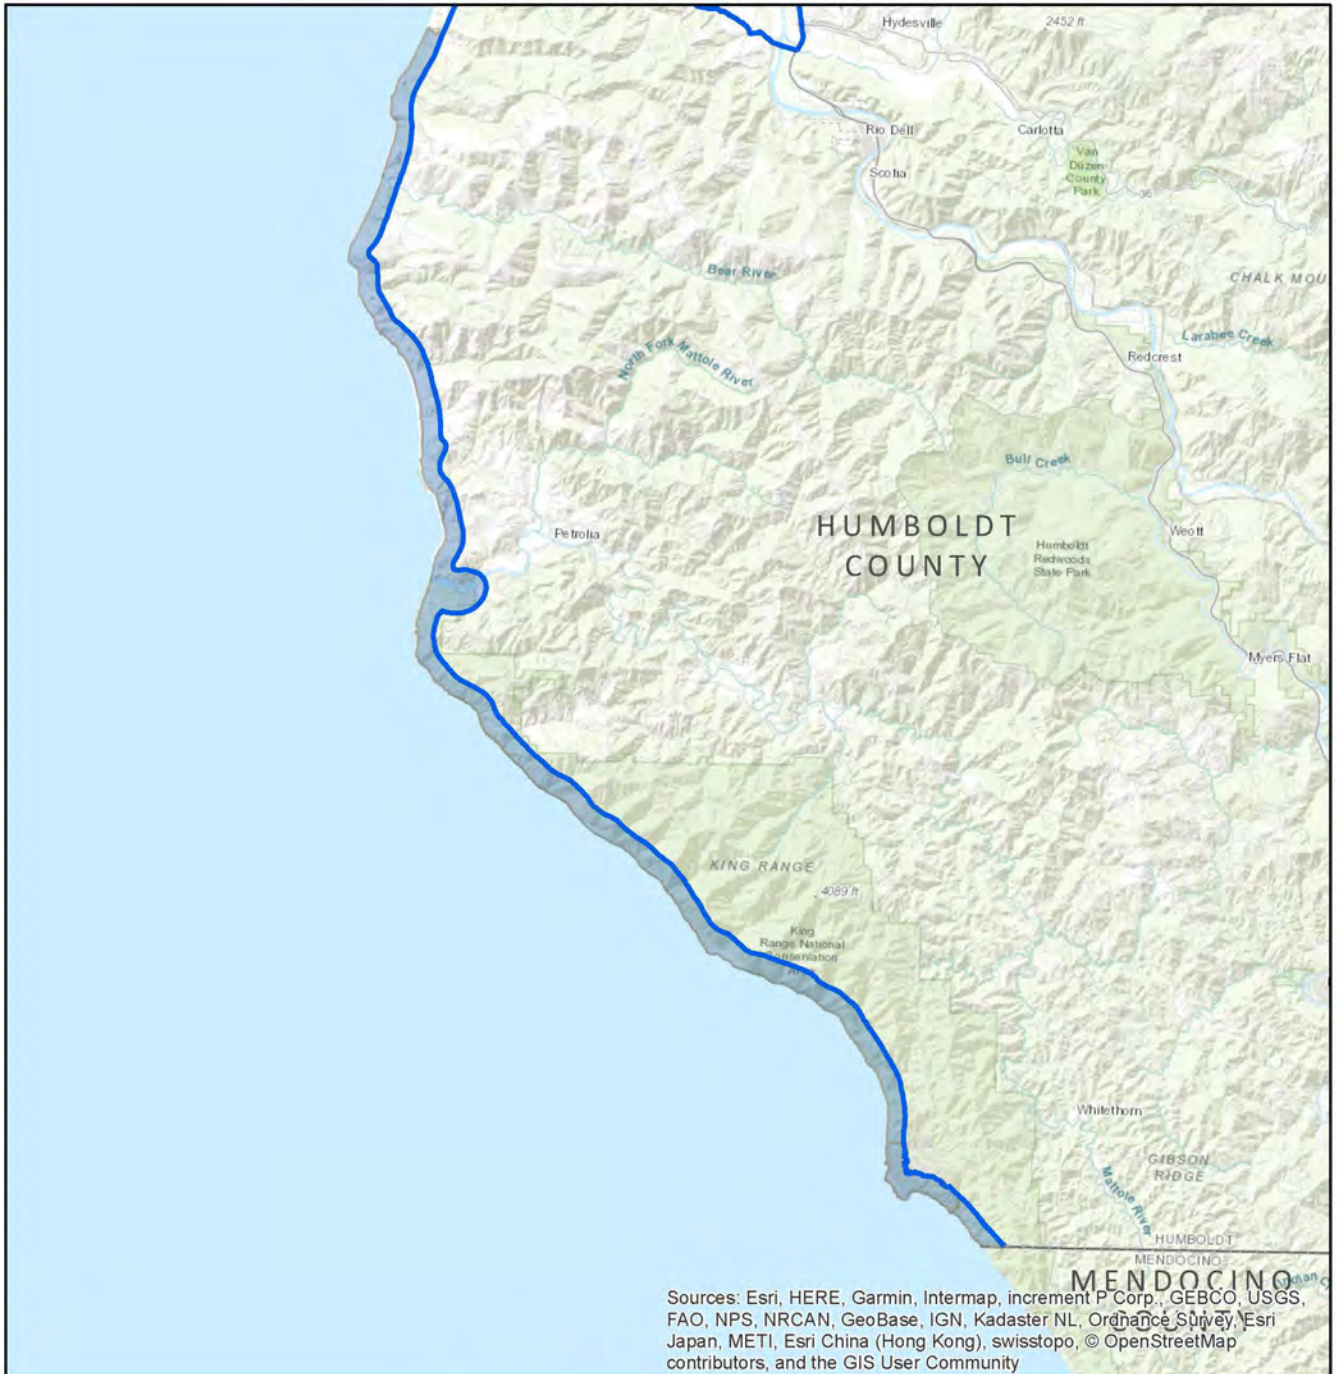 Hydesville
2452 ft
Rio Dell
Carlotta
Scotia
Van
Duzen
County
Park
36
Bear River
CHALK MOU
North Fork Mattole River
Larabee Creek
Redcrest
Bull Creek
HUMBOLDT
COUNTY
Petrolia
Weott
Humboldt
Redwoods
State Park
Myers Flat
KING RANGE
4089 ft
King
Range National
Conservation
Area
Whitethorn
GIBSON
RIDGE
Mattole River
HUMBOLDT
MENDOCINO
MENDOCINO
COUNTY
Sources: Esri, HERE, Garmin, Intermap, increment P Corp., GEBCO, USGS,
FAO, NPS, NRCAN, GeoBase, IGN, Kadaster NL, Ordnance Survey, Esri
Japan, METI, Esri China (Hong Kong), swisstopo, © OpenStreetMap
contributors, and the GIS User Community